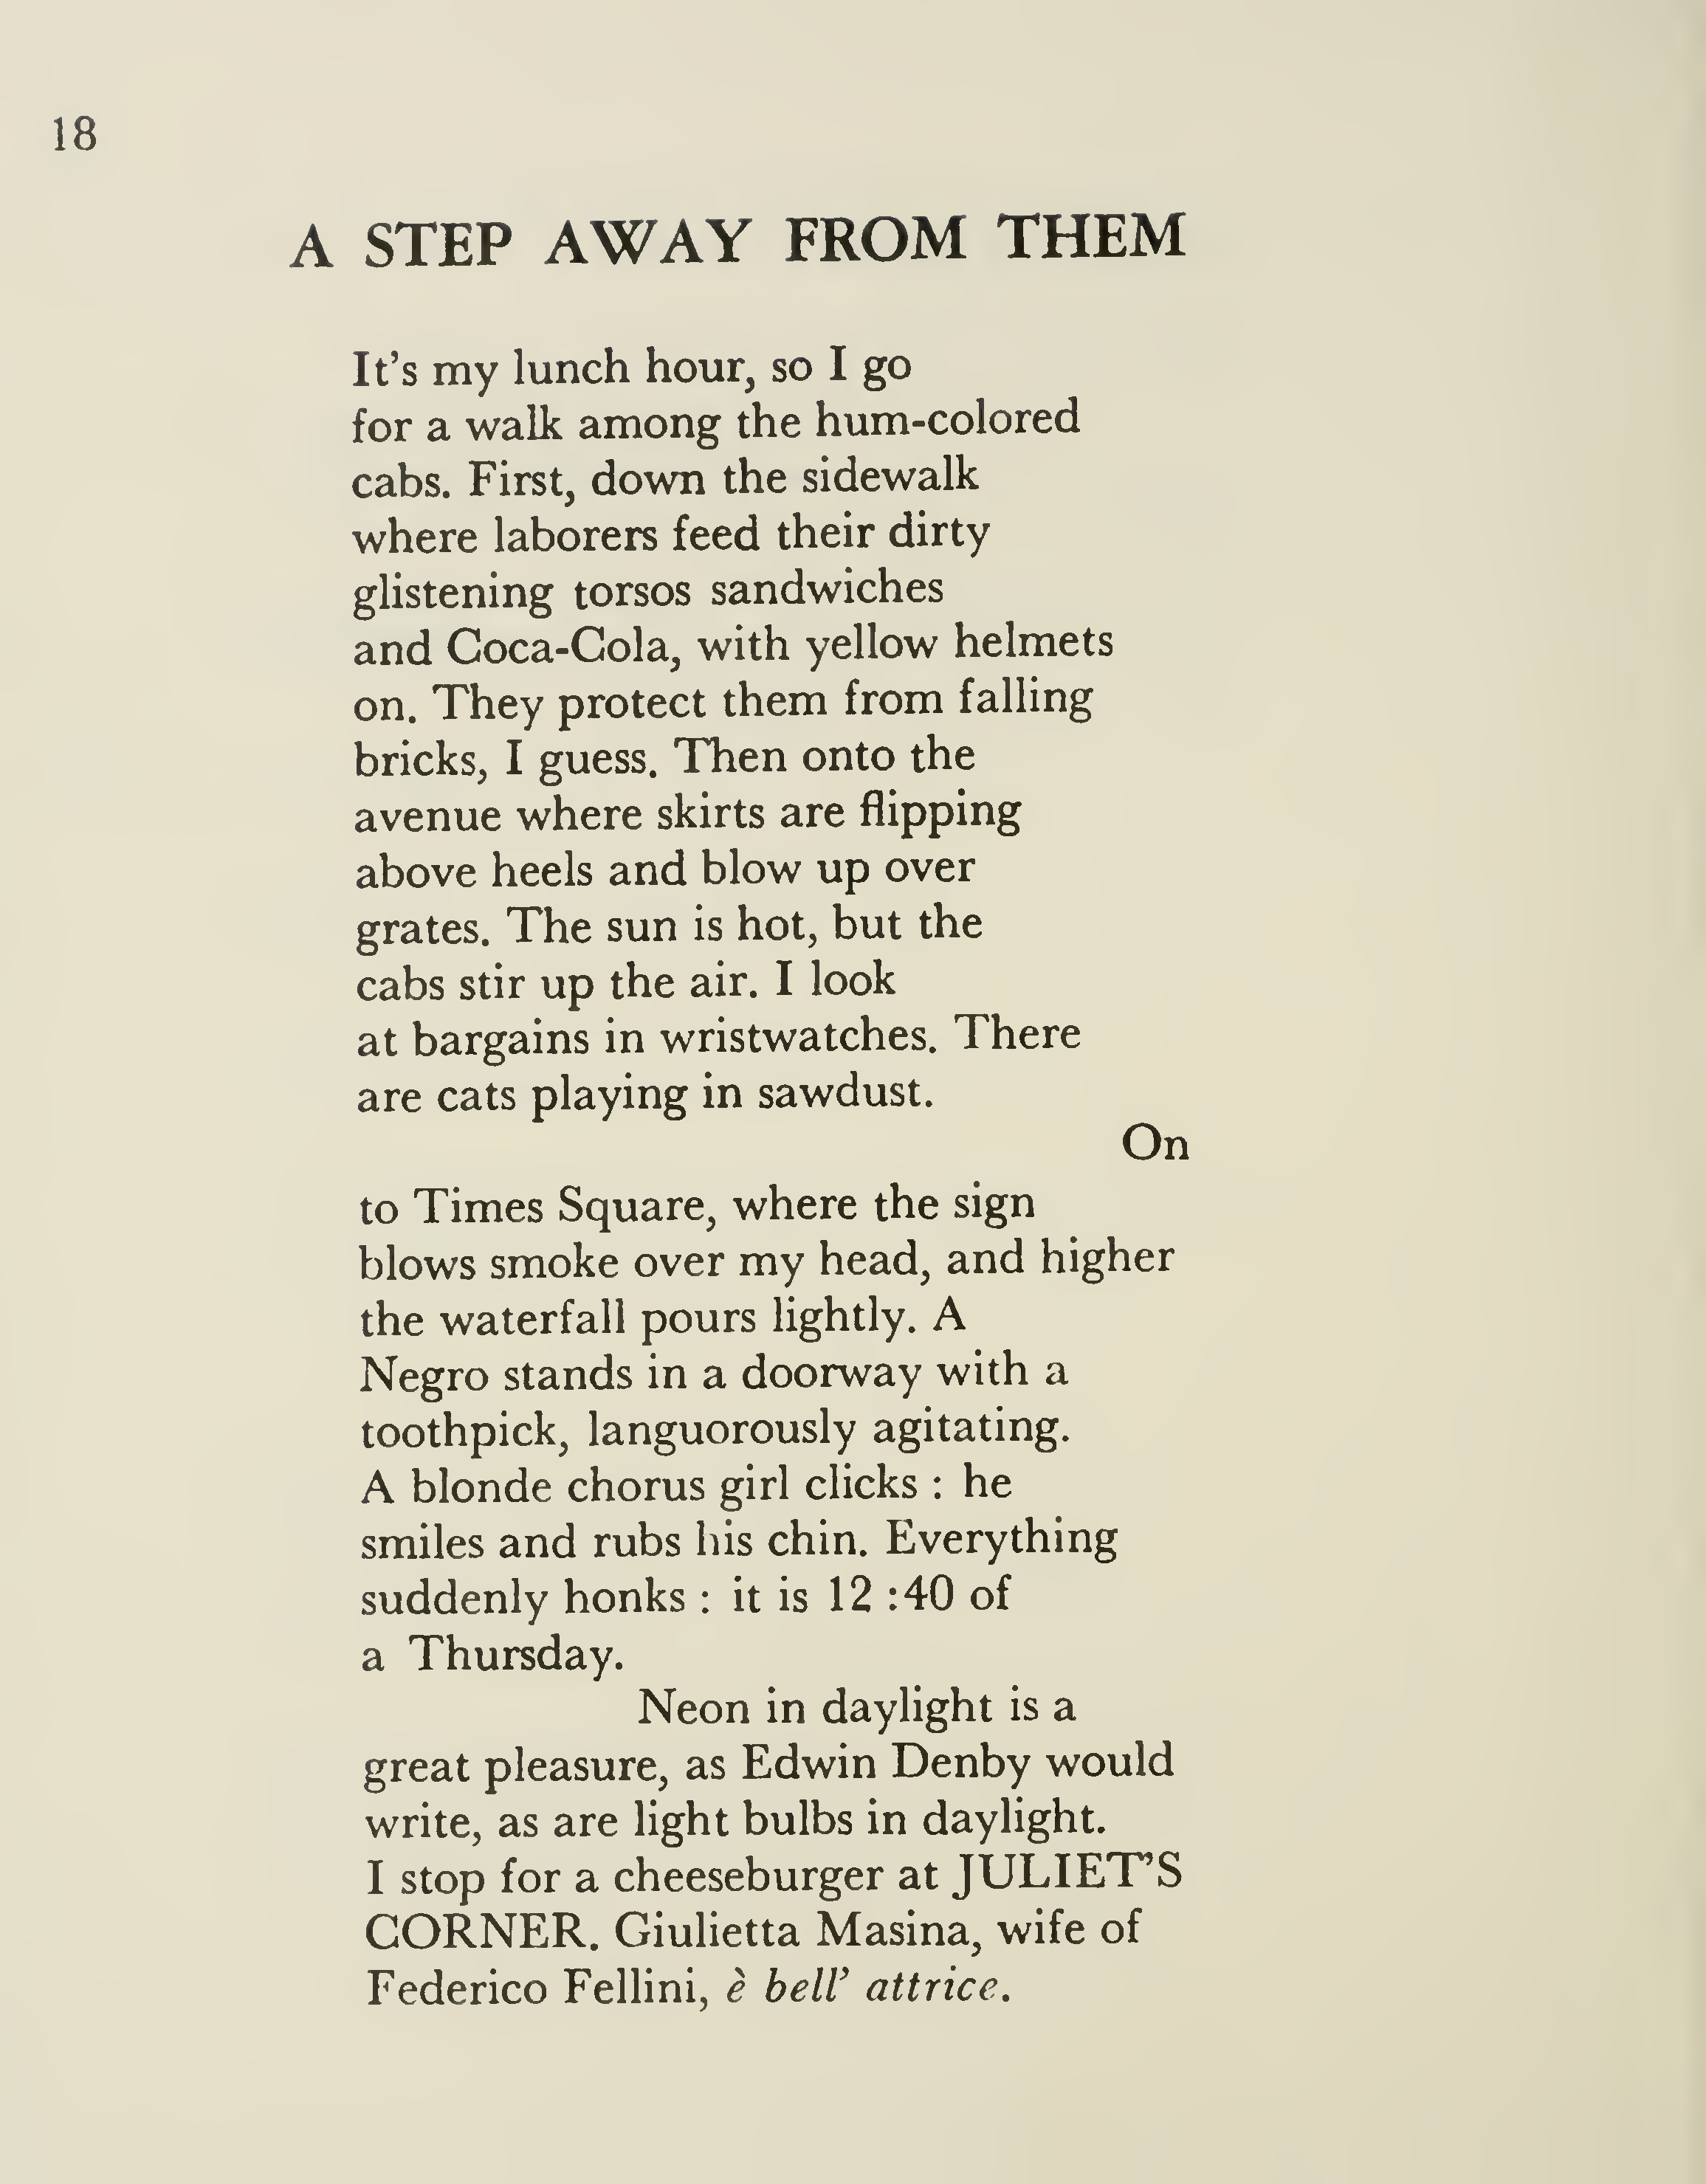 18
A STEP AWAY FROM THEM
It's my lunch hour, so I go
for a walk among the hum-colored
cabs. First, down the sidewalk
where laborers feed their dirty
glistening torsos sandwiches
and Coca-Cola, with yellow helmets
on. They protect them from falling
bricks, I guess. Then onto the
avenue where skirts are flipping
above heels and blow up over
grates. The sun is hot, but the
cabs stir up the air. I look
at bargains in wristwatches. There
are cats playing in sawdust.
On
to Times Square, where the sign
blows smoke over my head, and higher
the waterfall pours lightly. A
Negro stands in a doorway with a
toothpick, languorously agitating.
A blonde chorus girl clicks : he
smiles and rubs his chin. Everything
suddenly honks : it is 12 :40 of
a Thursday.
Neon in daylight is a
great pleasure, as Edwin Denby would
write, as are light bulbs in daylight.
I stop for a cheeseburger at JULIET'S
CORNER. Giulietta Masina, wife of
Federico Fellini, è bell' attrice.